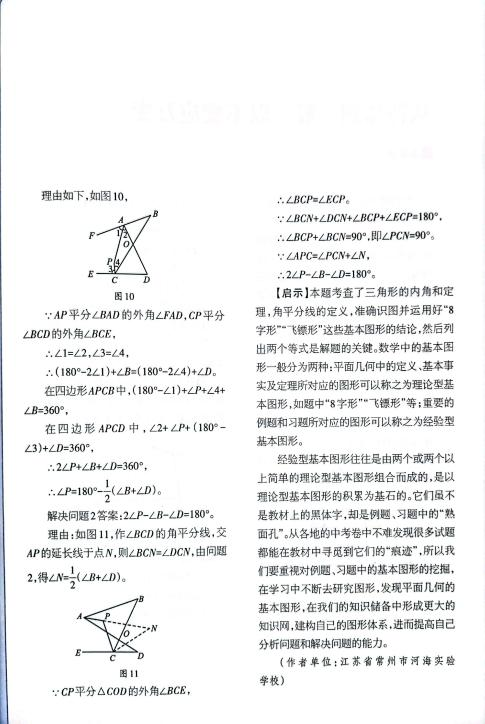 理由如下,如图10,
B
A
F
1 2
O
P 4
3
E
C
D
图10
∵AP平分∠BAD的外角∠FAD,CP平分
∠BCD的外角∠BCE,
∴∠1=∠2,∠3=∠4,
∴(180°-2∠1)+∠B=(180°-2∠4)+∠D。
在四边形APCB中,(180°-∠1)+∠P+∠4+
∠B=360°,
在四边形APCD中,∠2+∠P+(180°-
∠3)+∠D=360°,
∴2∠P+∠B+∠D=360°,
∴∠P=180°-1/2(∠B+∠D)。
解决问题2答案:2∠P-∠B-∠D=180°。
理由:如图11,作∠BCD的角平分线,交
AP的延长线于点N,则∠BCN=∠DCN,由问题
2,得∠N=1/2(∠B+∠D)。
B
A
P
O
N
E
C
D
图11
∵CP平分△COD的外角∠BCE,
∴∠BCP=∠ECP。
∵∠BCN+∠DCN+∠BCP+∠ECP=180°,
∴∠BCP+∠BCN=90°,即∠PCN=90°。
∵∠APC=∠PCN+∠N,
∴2∠P-∠B-∠D=180°。
【启示】本题考查了三角形的内角和定
理,角平分线的定义,准确识图并运用好“8
字形”“飞镖形”这些基本图形的结论,然后列
出两个等式是解题的关键。数学中的基本图
形一般分为两种:平面几何中的定义、基本事
实及定理所对应的图形可以称之为理论型基
本图形,如题中“8字形”“飞镖形”等;重要的
例题和习题所对应的图形可以称之为经验型
基本图形。
经验型基本图形往往是由两个或两个以
上简单的理论型基本图形组合而成的,是以
理论型基本图形的积累为基石的。它们虽不
是教材上的黑体字,却是例题、习题中的“熟
面孔”。从各地的中考卷中不难发现很多试题
都能在教材中寻觅到它们的“痕迹”,所以我
们要重视对例题、习题中的基本图形的挖掘,
在学习中不断去研究图形,发现平面几何的
基本图形,在我们的知识储备中形成更大的
知识网,建构自己的图形体系,进而提高自己
分析问题和解决问题的能力。
(作者单位:江苏省常州市河海实验
学校)